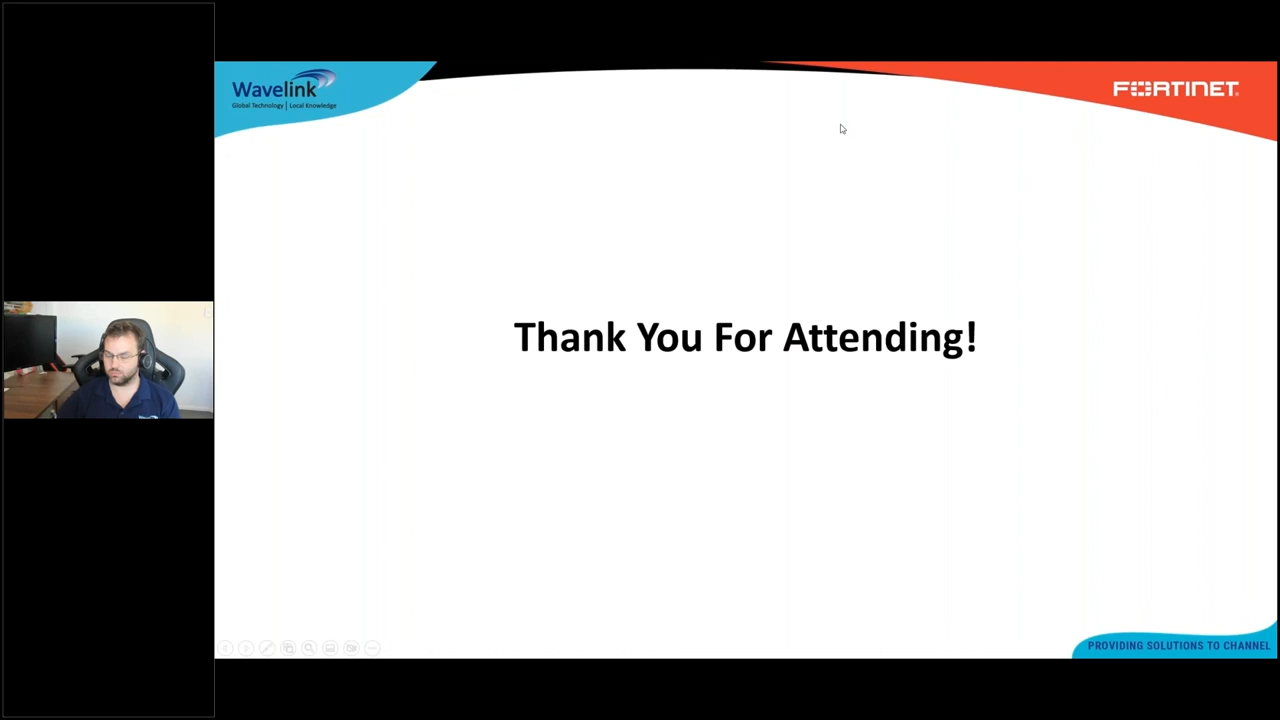 Wavelink
Global Technology | Local Knowledge
FORTINET
Thank You For Attending!
PROVIDING SOLUTIONS TO CHANNEL